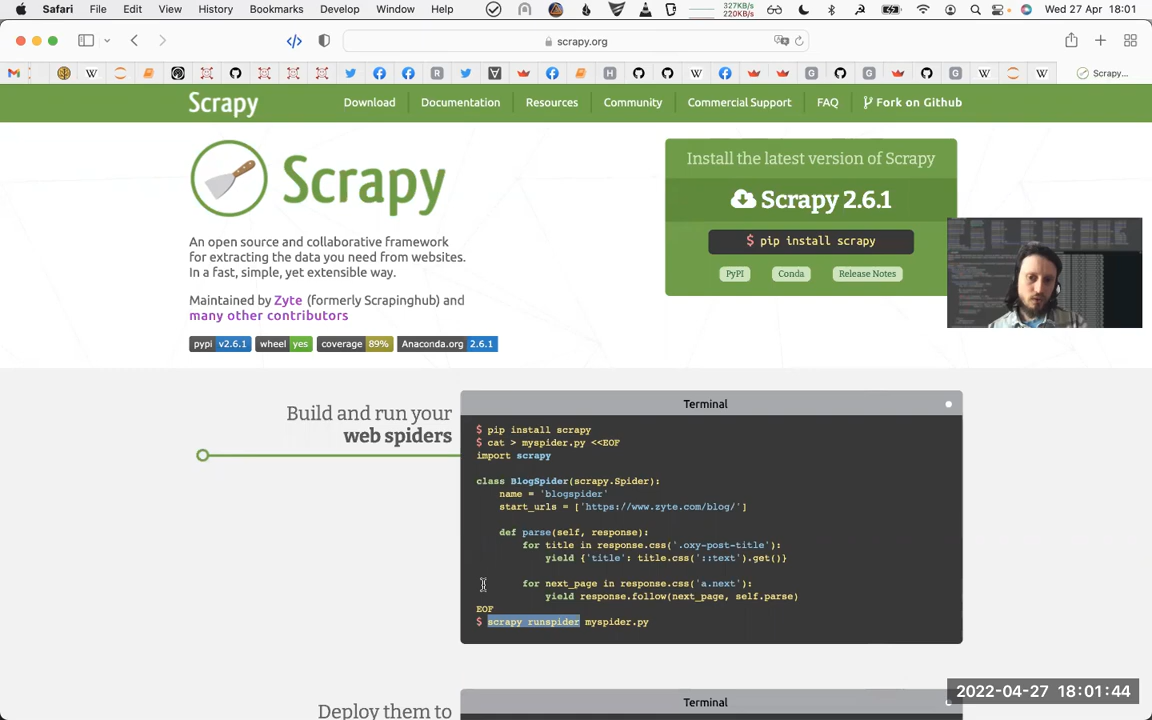 Safari File Edit View History Bookmarks Develop Window Help 327KB/s 220KB/s Wed 27 Apr 18:01
scrapy.org
Scrapy...
Scrapy Download Documentation Resources Community Commercial Support FAQ Fork on Github
Scrapy
An open source and collaborative framework
for extracting the data you need from websites.
In a fast, simple, yet extensible way.
Maintained by Zyte (formerly Scrapinghub) and
many other contributors
pypi v2.6.1 wheel yes coverage 89% Anaconda.org 2.6.1
Install the latest version of Scrapy
Scrapy 2.6.1
$ pip install scrapy
PyPI Conda Release Notes
Build and run your
web spiders
Terminal
$ pip install scrapy
$ cat > myspider.py <<EOF
import scrapy
class BlogSpider(scrapy.Spider):
name = 'blogspider'
start_urls = ['https://www.zyte.com/blog/']
def parse(self, response):
for title in response.css('.oxy-post-title'):
yield {'title': title.css('::text').get()}
for next_page in response.css('a.next'):
yield response.follow(next_page, self.parse)
EOF
$ scrapy runspider myspider.py
Deploy them to
Terminal
2022-04-27 18:01:44